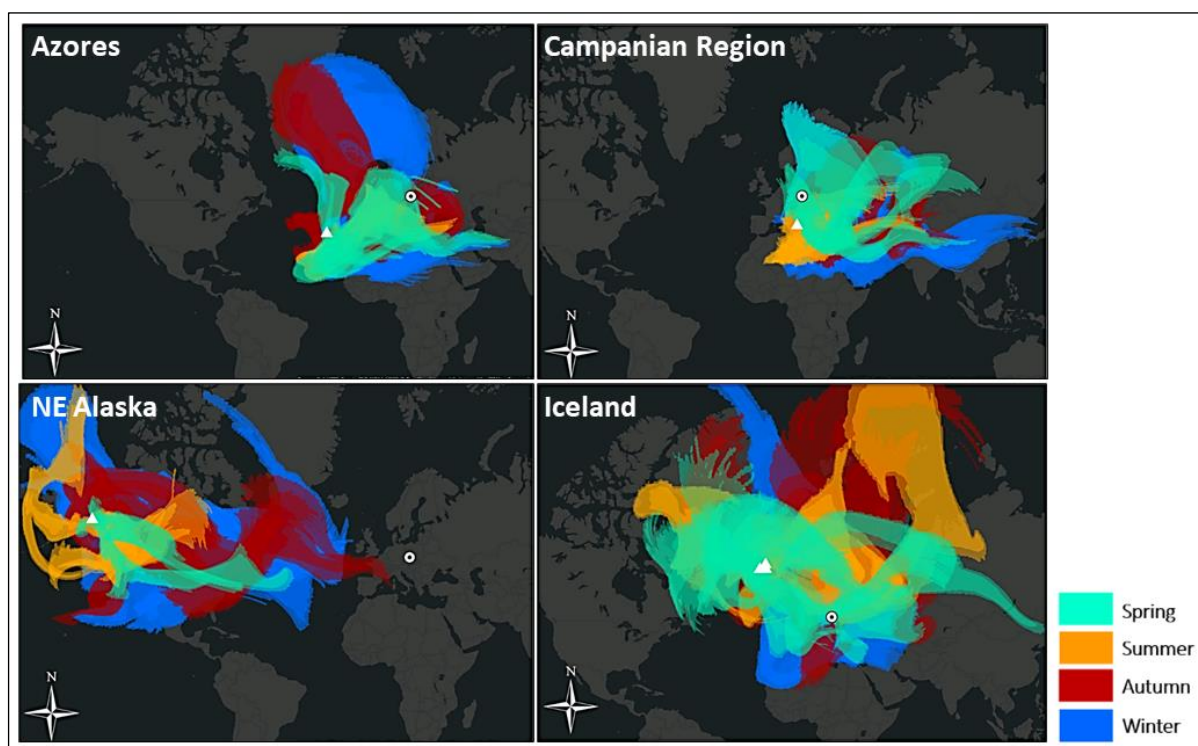 Azores
Campanian Region
N
N
NE Alaska
Iceland
N
N
Spring
Summer
Autumn
Winter